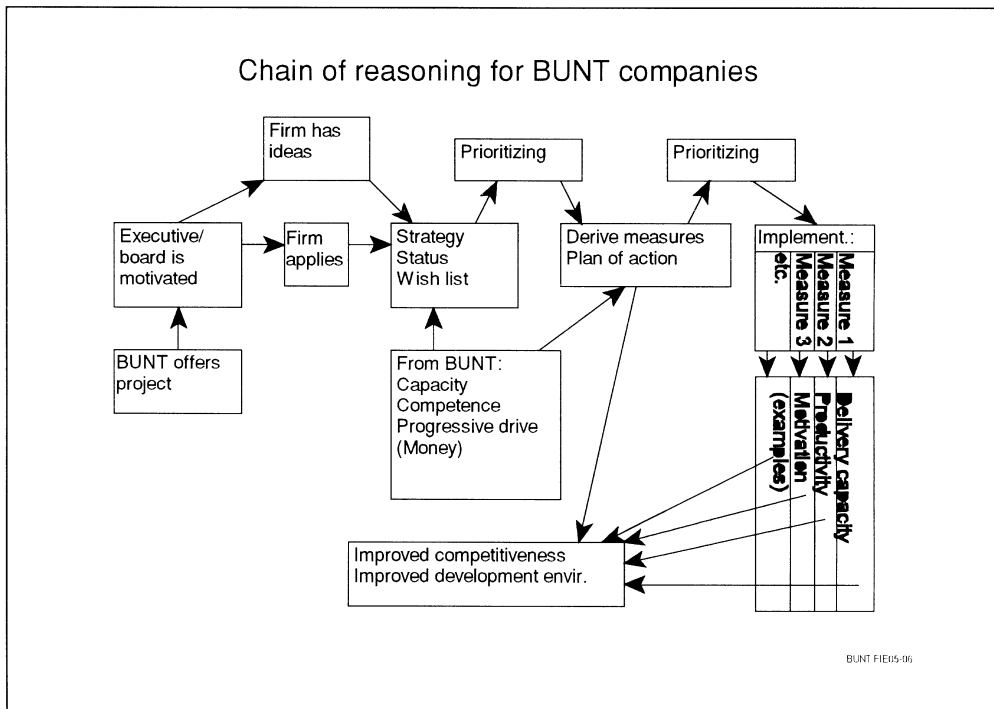 Chain of reasoning for BUNT companies
Firm has
ideas
Prioritizing
Prioritizing
Executive/
board is
motivated
Firm
applies
Strategy
Status
Wish list
Derive measures
Plan of action
Implement.:
Measure 1
Measure 2
Measure 3
etc.
BUNT offers
project
From BUNT:
Capacity
Competence
Progressive drive
(Money)
Delivery capacity
Productivity
Motivation
(examples)
Improved competitiveness
Improved development envir.
BUNT FIE05-06